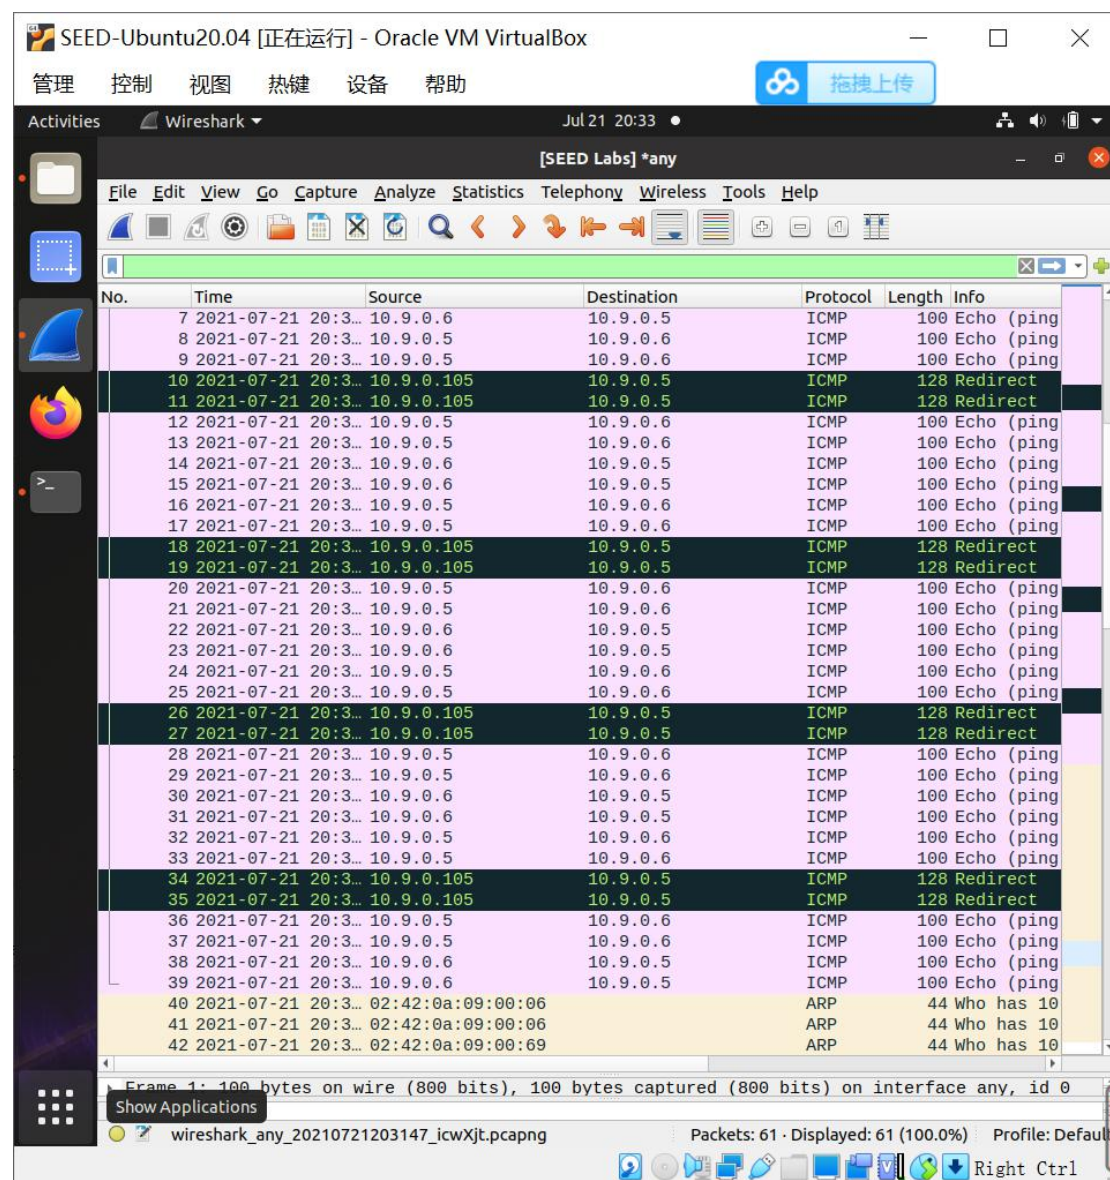 SEED-Ubuntu20.04 [正在运行] - Oracle VM VirtualBox
管理 控制 视图 热键 设备 帮助 拖拽上传
Activities Wireshark Jul 21 20:33
[SEED Labs] *any
File Edit View Go Capture Analyze Statistics Telephony Wireless Tools Help
No. Time Source Destination Protocol Length Info
7 2021-07-21 20:3… 10.9.0.6 10.9.0.5 ICMP 100 Echo (ping
8 2021-07-21 20:3… 10.9.0.5 10.9.0.6 ICMP 100 Echo (ping
9 2021-07-21 20:3… 10.9.0.5 10.9.0.6 ICMP 100 Echo (ping
10 2021-07-21 20:3… 10.9.0.105 10.9.0.5 ICMP 128 Redirect
11 2021-07-21 20:3… 10.9.0.105 10.9.0.5 ICMP 128 Redirect
12 2021-07-21 20:3… 10.9.0.5 10.9.0.6 ICMP 100 Echo (ping
13 2021-07-21 20:3… 10.9.0.5 10.9.0.6 ICMP 100 Echo (ping
14 2021-07-21 20:3… 10.9.0.6 10.9.0.5 ICMP 100 Echo (ping
15 2021-07-21 20:3… 10.9.0.6 10.9.0.5 ICMP 100 Echo (ping
16 2021-07-21 20:3… 10.9.0.5 10.9.0.6 ICMP 100 Echo (ping
17 2021-07-21 20:3… 10.9.0.5 10.9.0.6 ICMP 100 Echo (ping
18 2021-07-21 20:3… 10.9.0.105 10.9.0.5 ICMP 128 Redirect
19 2021-07-21 20:3… 10.9.0.105 10.9.0.5 ICMP 128 Redirect
20 2021-07-21 20:3… 10.9.0.5 10.9.0.6 ICMP 100 Echo (ping
21 2021-07-21 20:3… 10.9.0.5 10.9.0.6 ICMP 100 Echo (ping
22 2021-07-21 20:3… 10.9.0.6 10.9.0.5 ICMP 100 Echo (ping
23 2021-07-21 20:3… 10.9.0.6 10.9.0.5 ICMP 100 Echo (ping
24 2021-07-21 20:3… 10.9.0.5 10.9.0.6 ICMP 100 Echo (ping
25 2021-07-21 20:3… 10.9.0.5 10.9.0.6 ICMP 100 Echo (ping
26 2021-07-21 20:3… 10.9.0.105 10.9.0.5 ICMP 128 Redirect
27 2021-07-21 20:3… 10.9.0.105 10.9.0.5 ICMP 128 Redirect
28 2021-07-21 20:3… 10.9.0.5 10.9.0.6 ICMP 100 Echo (ping
29 2021-07-21 20:3… 10.9.0.5 10.9.0.6 ICMP 100 Echo (ping
30 2021-07-21 20:3… 10.9.0.6 10.9.0.5 ICMP 100 Echo (ping
31 2021-07-21 20:3… 10.9.0.6 10.9.0.5 ICMP 100 Echo (ping
32 2021-07-21 20:3… 10.9.0.5 10.9.0.6 ICMP 100 Echo (ping
33 2021-07-21 20:3… 10.9.0.5 10.9.0.6 ICMP 100 Echo (ping
34 2021-07-21 20:3… 10.9.0.105 10.9.0.5 ICMP 128 Redirect
35 2021-07-21 20:3… 10.9.0.105 10.9.0.5 ICMP 128 Redirect
36 2021-07-21 20:3… 10.9.0.5 10.9.0.6 ICMP 100 Echo (ping
37 2021-07-21 20:3… 10.9.0.5 10.9.0.6 ICMP 100 Echo (ping
38 2021-07-21 20:3… 10.9.0.6 10.9.0.5 ICMP 100 Echo (ping
39 2021-07-21 20:3… 10.9.0.6 10.9.0.5 ICMP 100 Echo (ping
40 2021-07-21 20:3… 02:42:0a:09:00:06 ARP 44 Who has 10
41 2021-07-21 20:3… 02:42:0a:09:00:06 ARP 44 Who has 10
42 2021-07-21 20:3… 02:42:0a:09:00:69 ARP 44 Who has 10
Frame 1: 100 bytes on wire (800 bits), 100 bytes captured (800 bits) on interface any, id 0
Show Applications
wireshark_any_20210721203147_icwXjt.pcapng Packets: 61 · Displayed: 61 (100.0%) Profile: Defaul
Right Ctrl